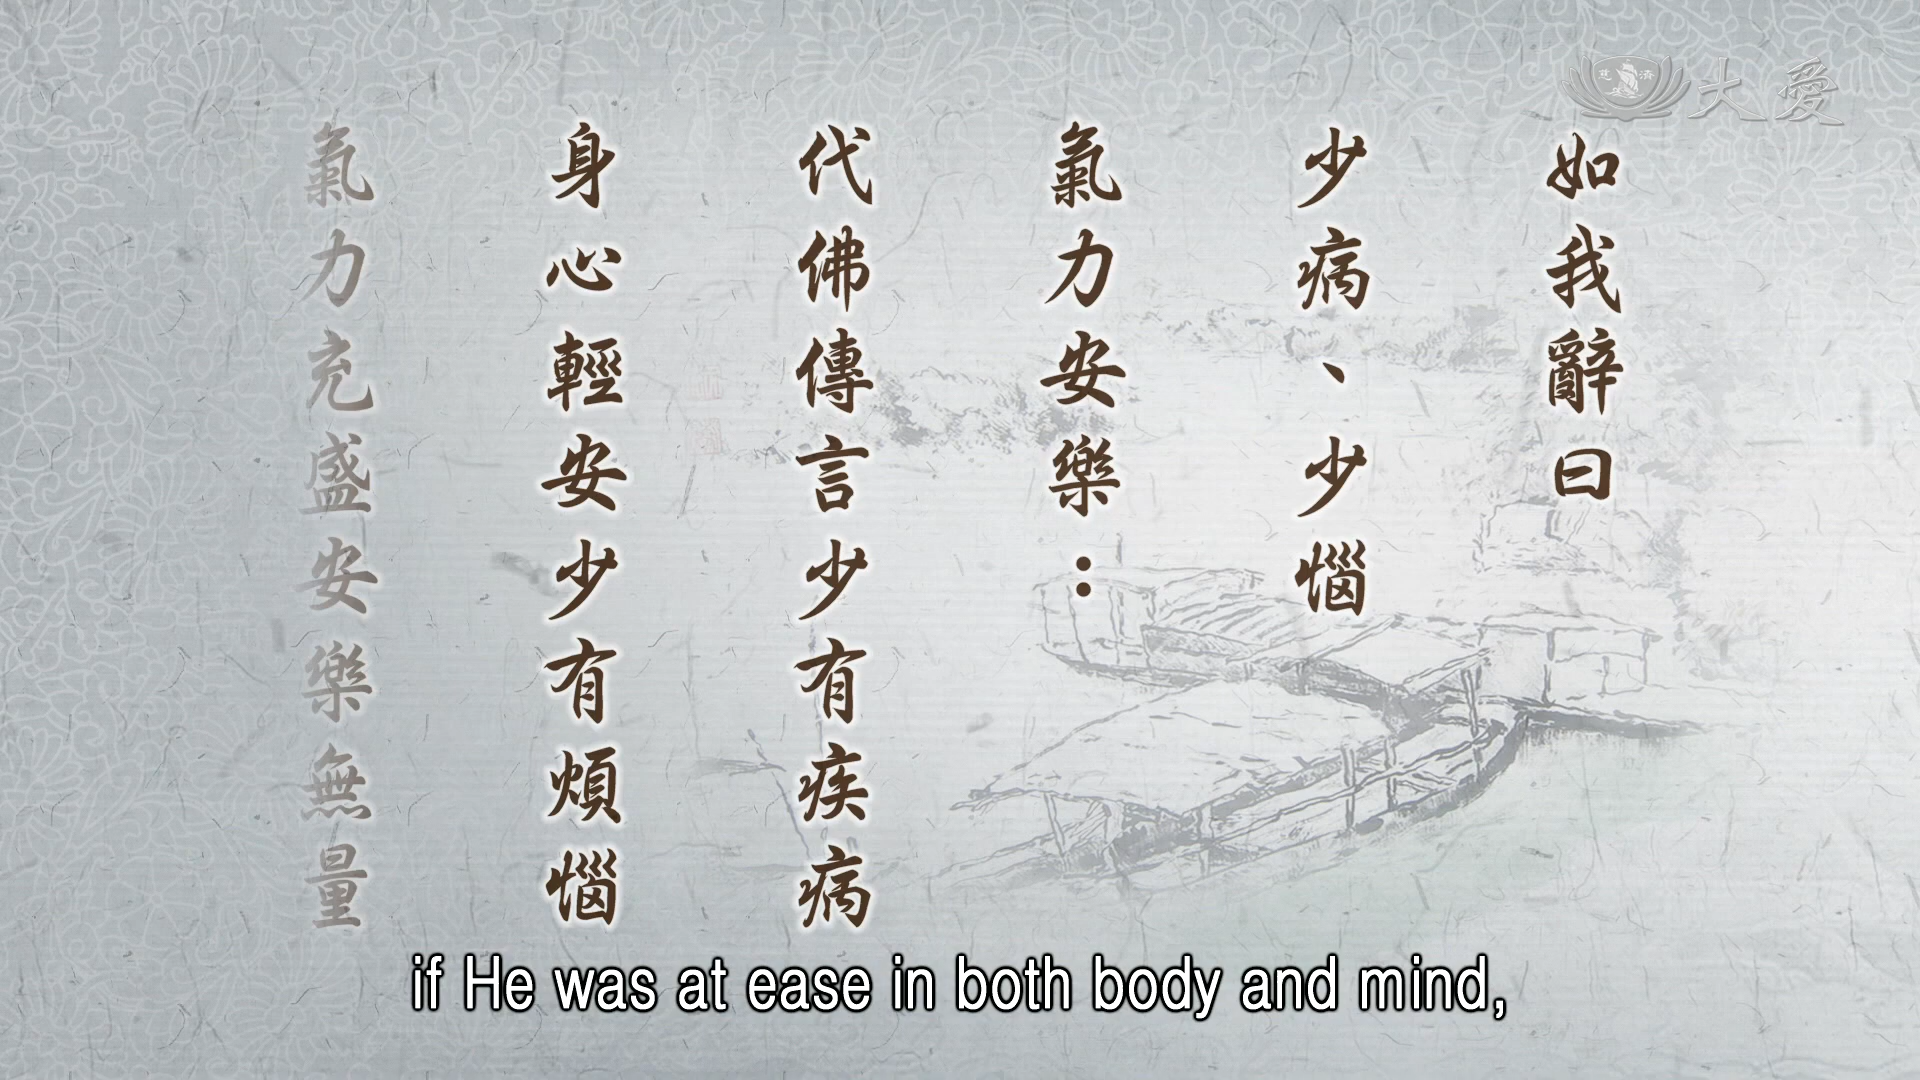 慈 濟
大愛
如我辭曰
少病、少惱
氣力安樂：
代佛傳言少有疾病
身心輕安少有煩惱
氣力充盛安樂無量
if He was at ease in both body and mind,